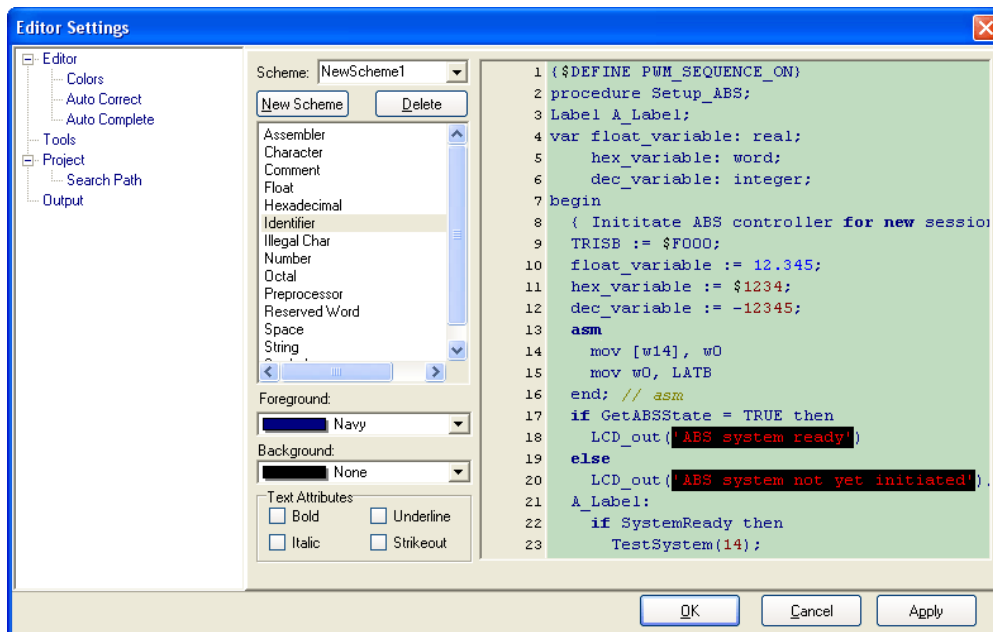 Editor Settings
Editor
Colors
Auto Correct
Auto Complete
Tools
Project
Search Path
Output
Scheme: NewScheme1
New Scheme Delete
Assembler
Character
Comment
Float
Hexadecimal
Identifier
Illegal Char
Number
Octal
Preprocessor
Reserved Word
Space
String
Foreground:
Navy
Background:
None
Text Attributes
Bold Underline
Italic Strikeout
1 {$DEFINE PWM_SEQUENCE_ON}
2 procedure Setup_ABS;
3 Label A_Label;
4 var float_variable: real;
5 hex_variable: word;
6 dec_variable: integer;
7 begin
8 { Inititate ABS controller for new session
9 TRISB := $F000;
10 float_variable := 12.345;
11 hex_variable := $1234;
12 dec_variable := -12345;
13 asm
14 mov [w14], w0
15 mov w0, LATB
16 end; // asm
17 if GetABSState = TRUE then
18 LCD_out('ABS system ready')
19 else
20 LCD_out('ABS system not yet initiated').
21 A_Label:
22 if SystemReady then
23 TestSystem(14);
OK Cancel Apply